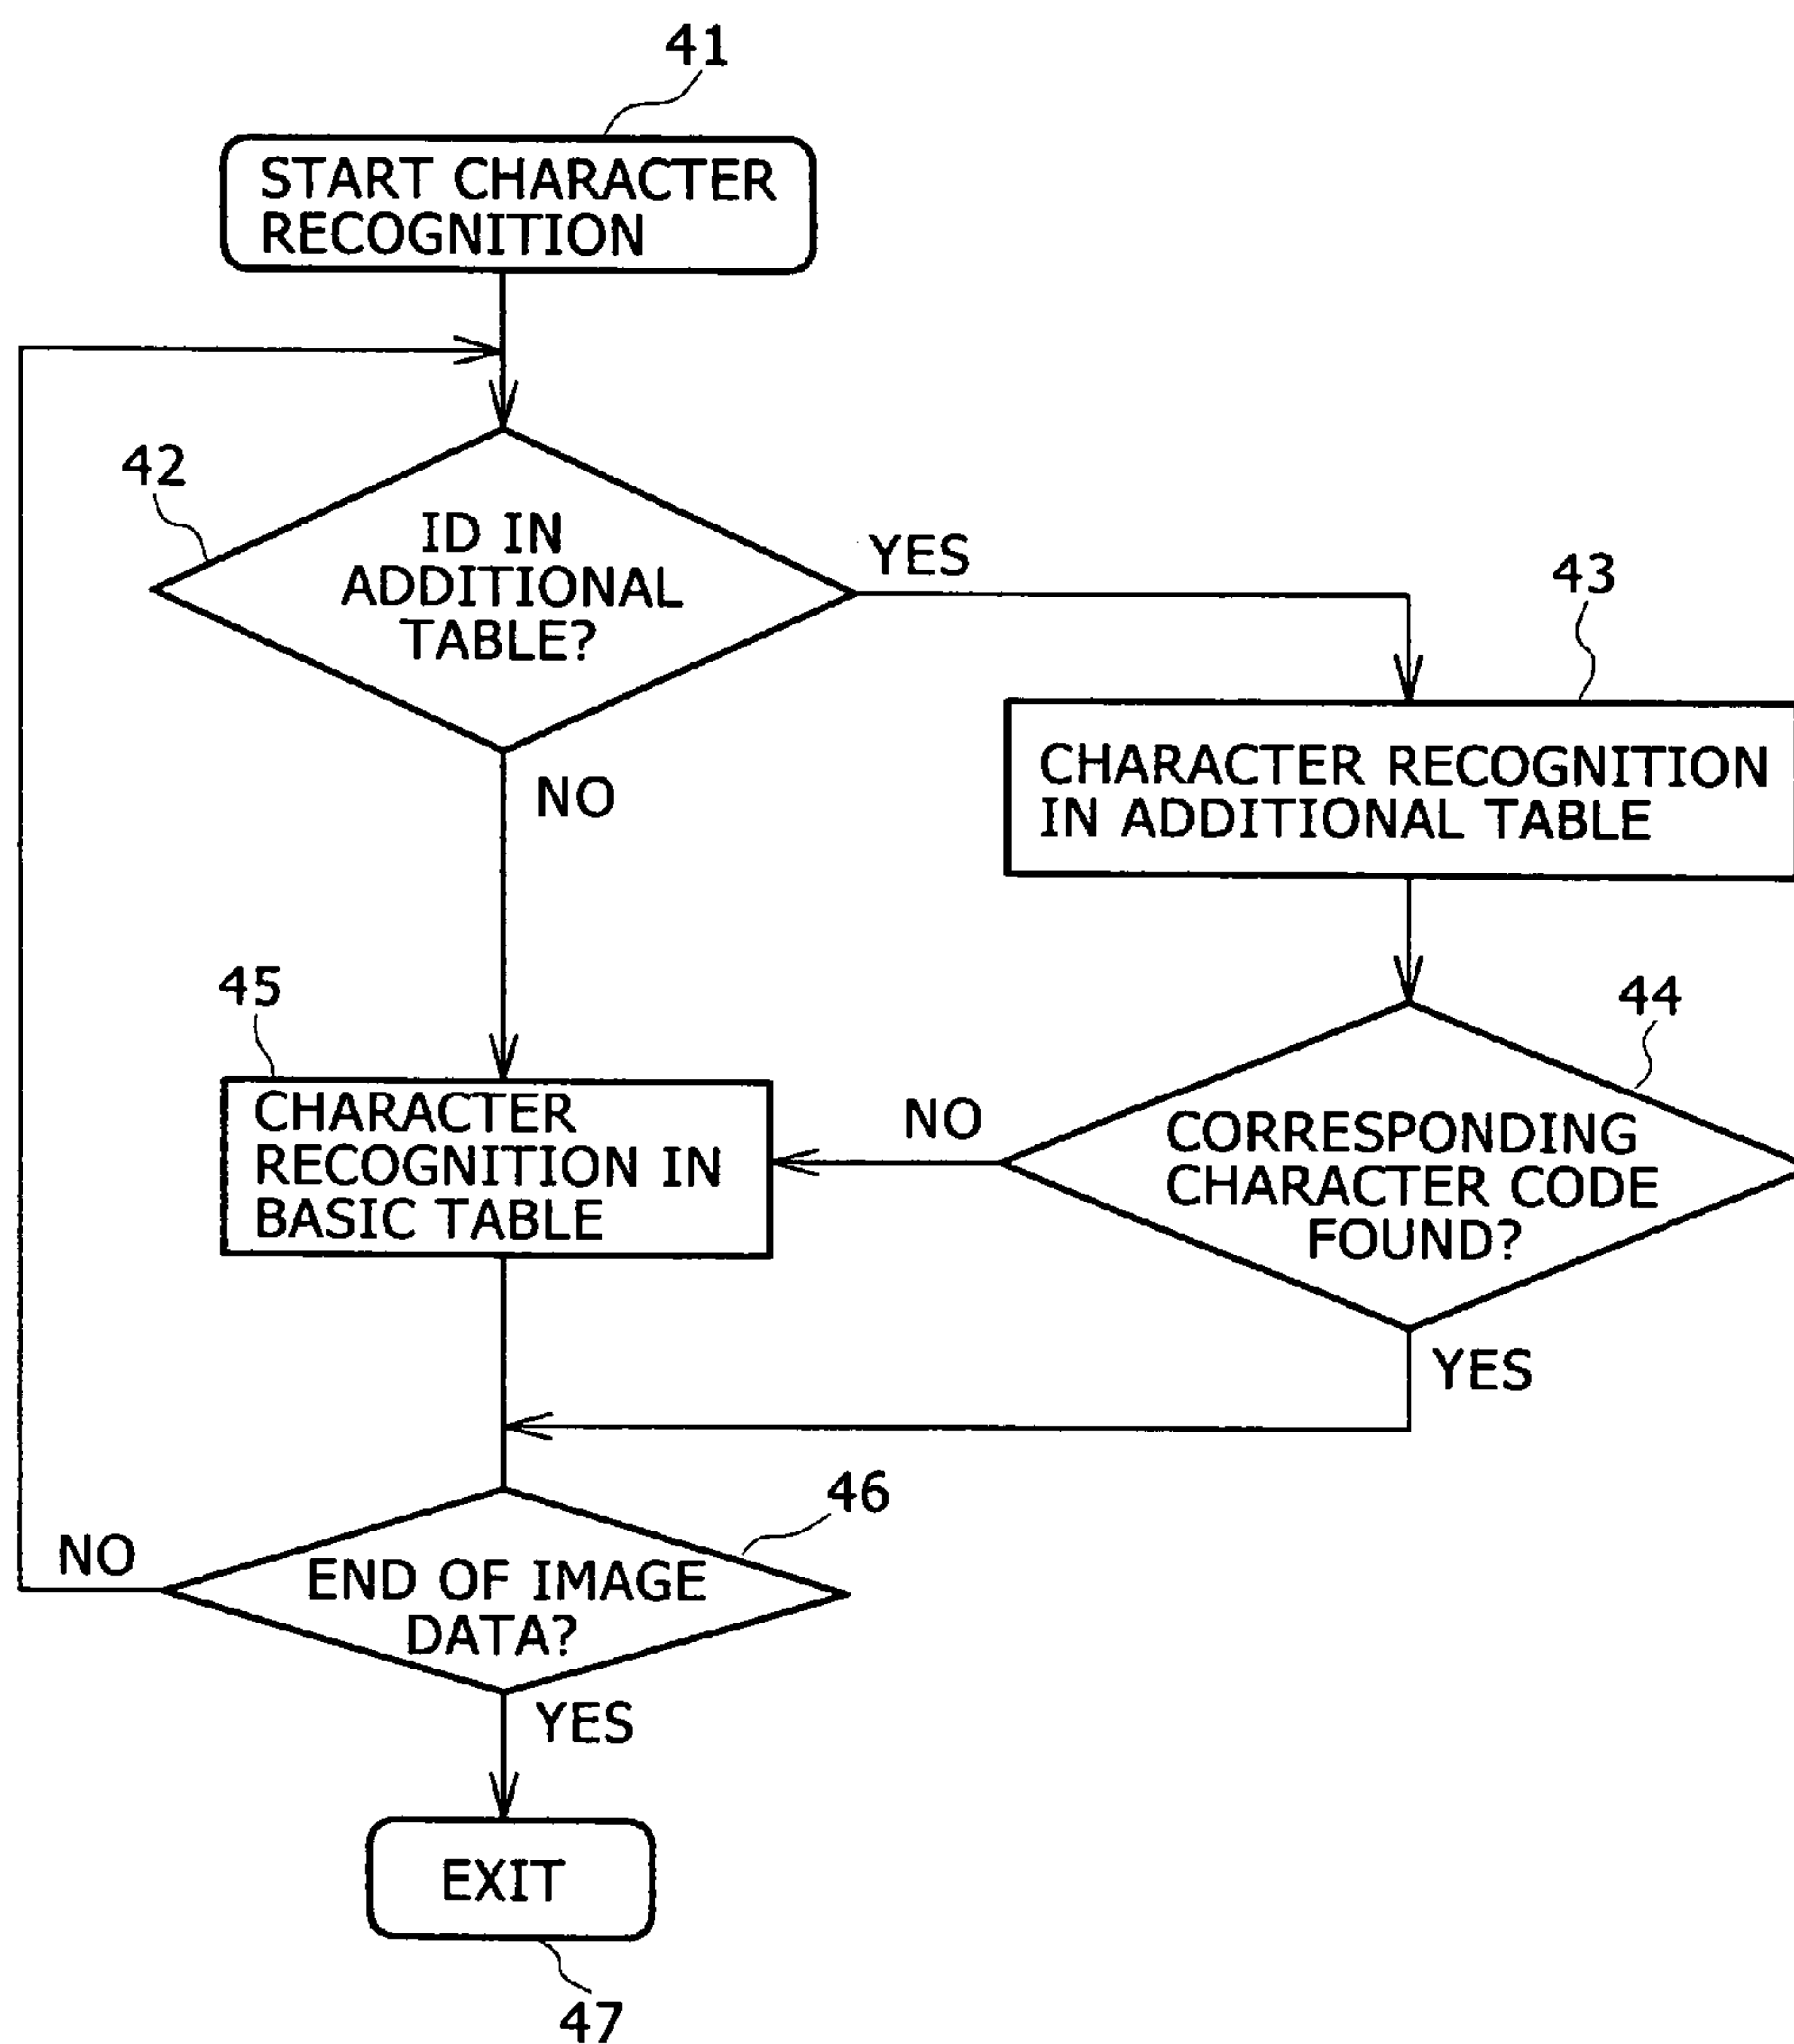 41
START CHARACTER
RECOGNITION
42
ID IN
ADDITIONAL
TABLE?
YES
NO
43
CHARACTER RECOGNITION
IN ADDITIONAL TABLE
44
CORRESPONDING
CHARACTER CODE
FOUND?
NO
YES
45
CHARACTER
RECOGNITION IN
BASIC TABLE
46
END OF IMAGE
DATA?
NO
YES
EXIT
47